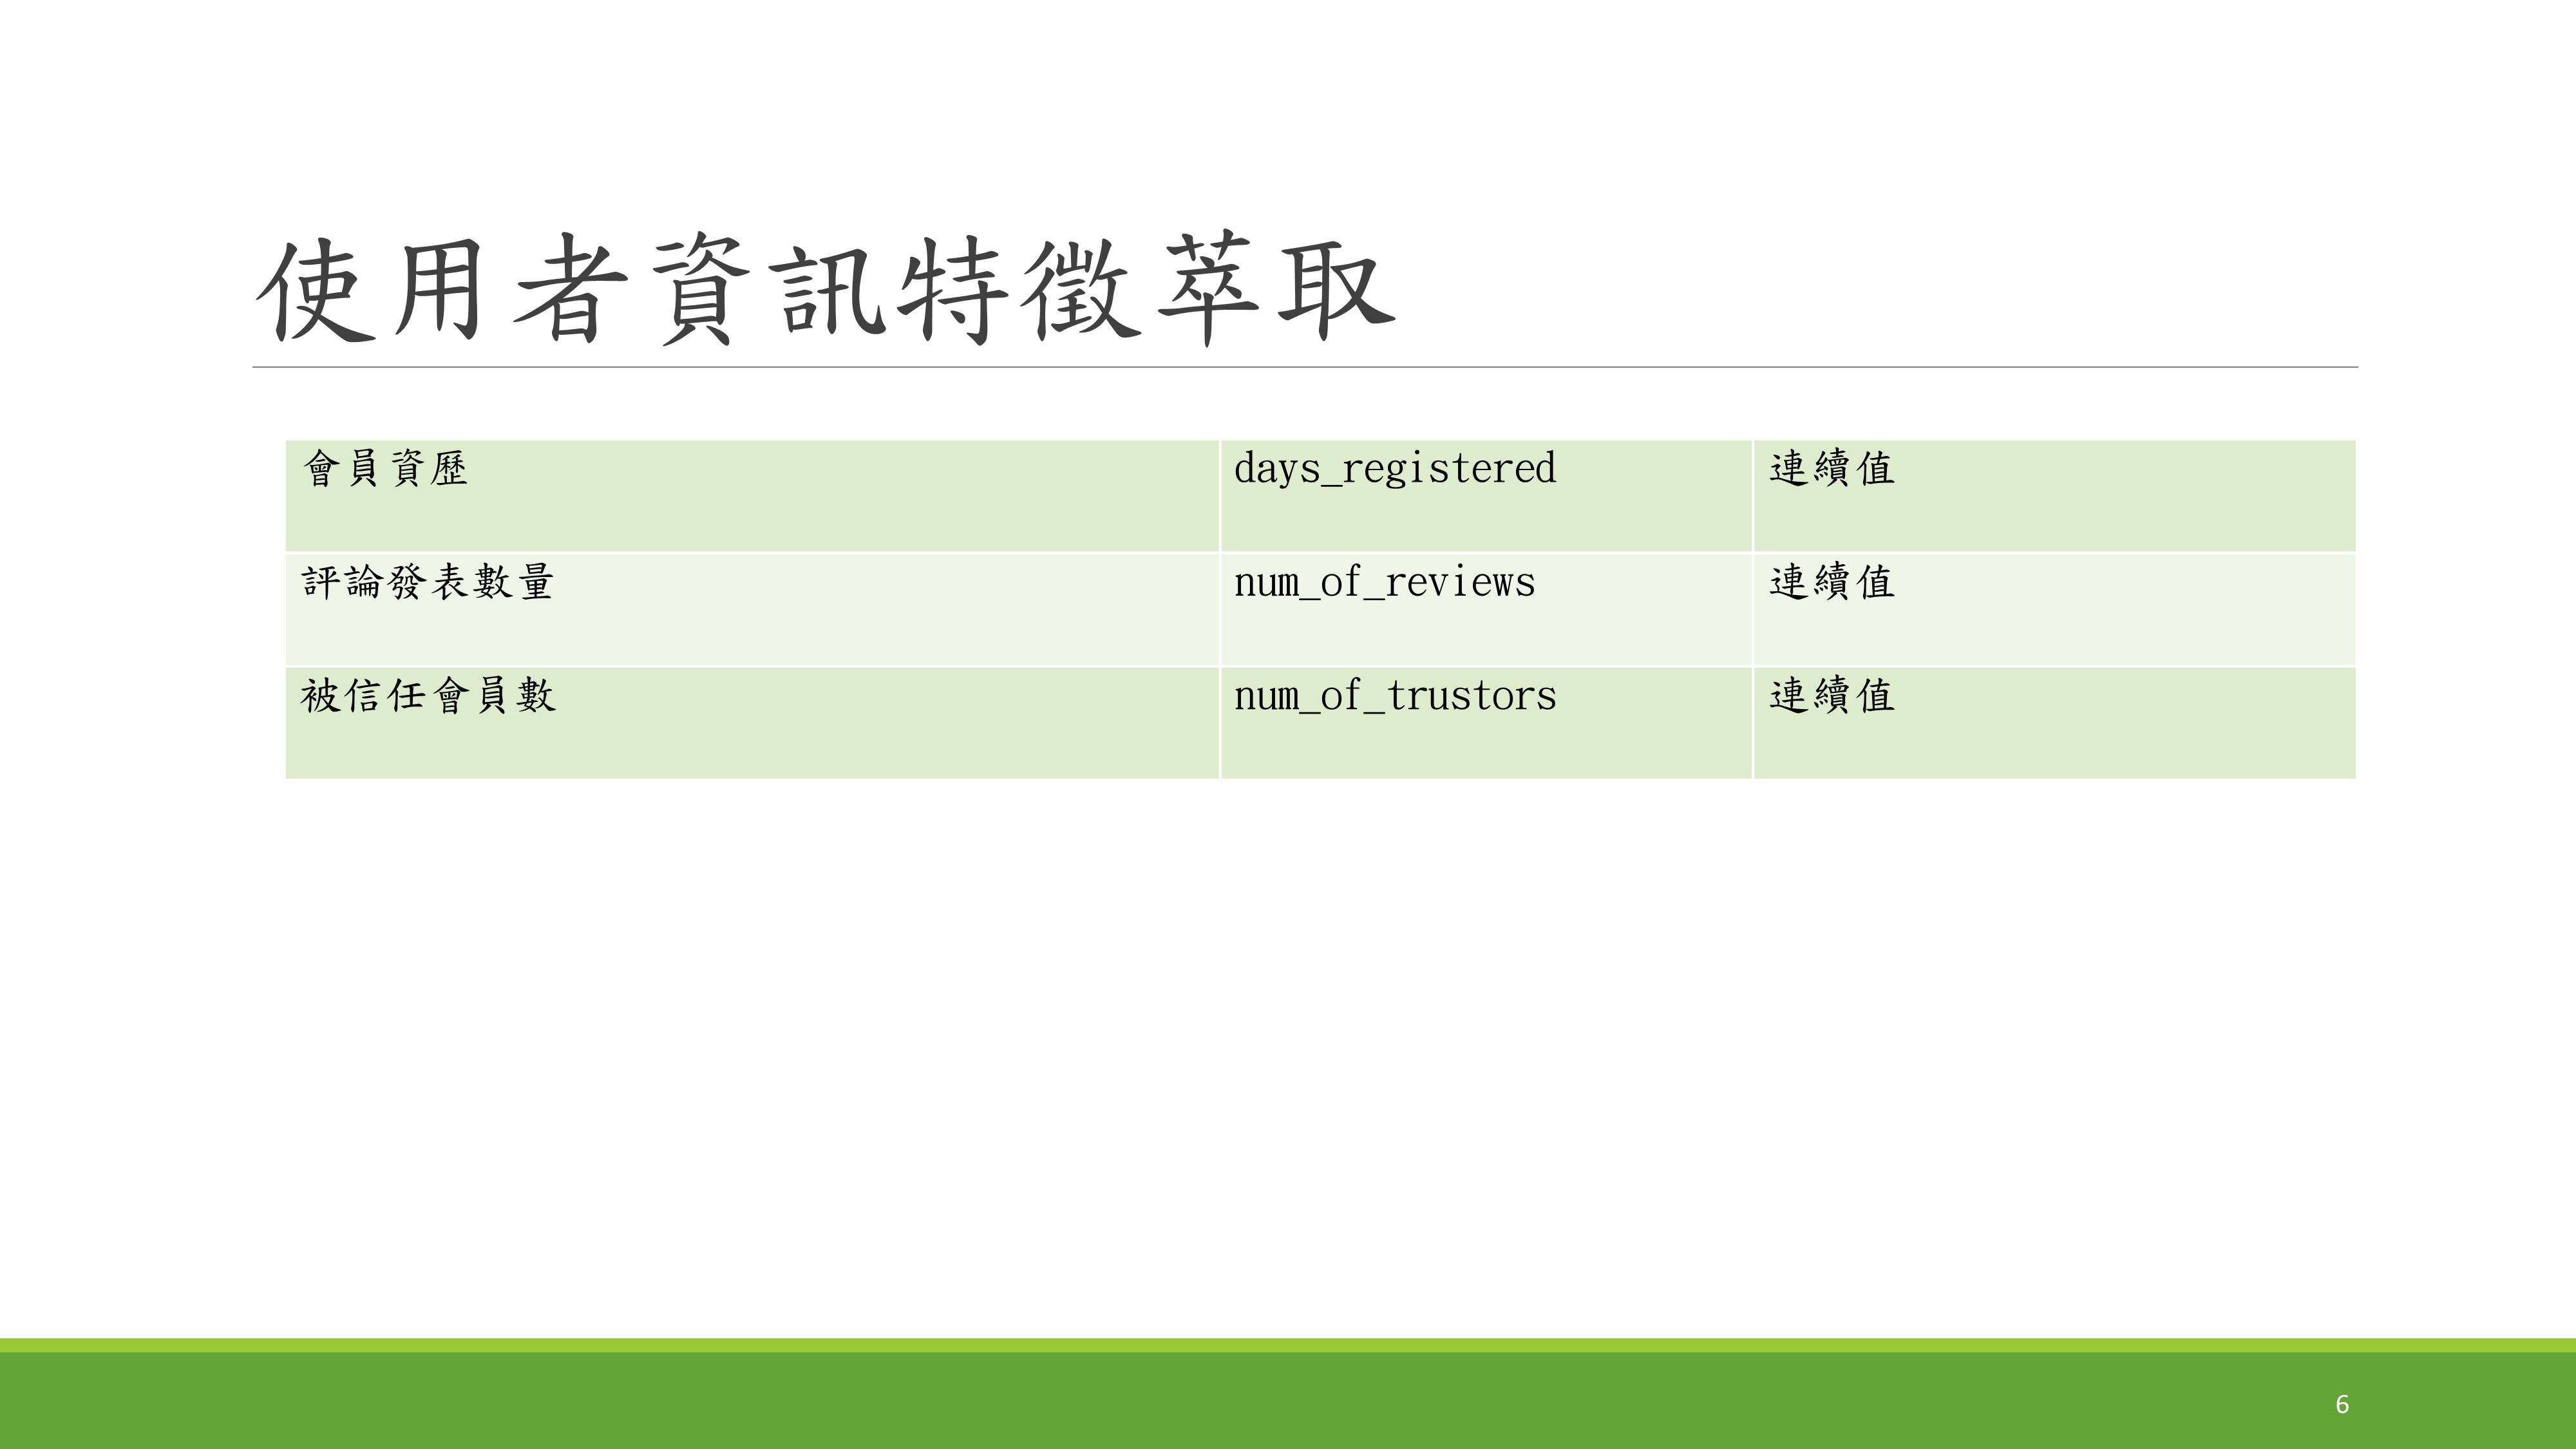 使用者資訊特徵萃取
會員資歷 days_registered 連續值
評論發表數量 num_of_reviews 連續值
被信任會員數 num_of_trustors 連續值
6